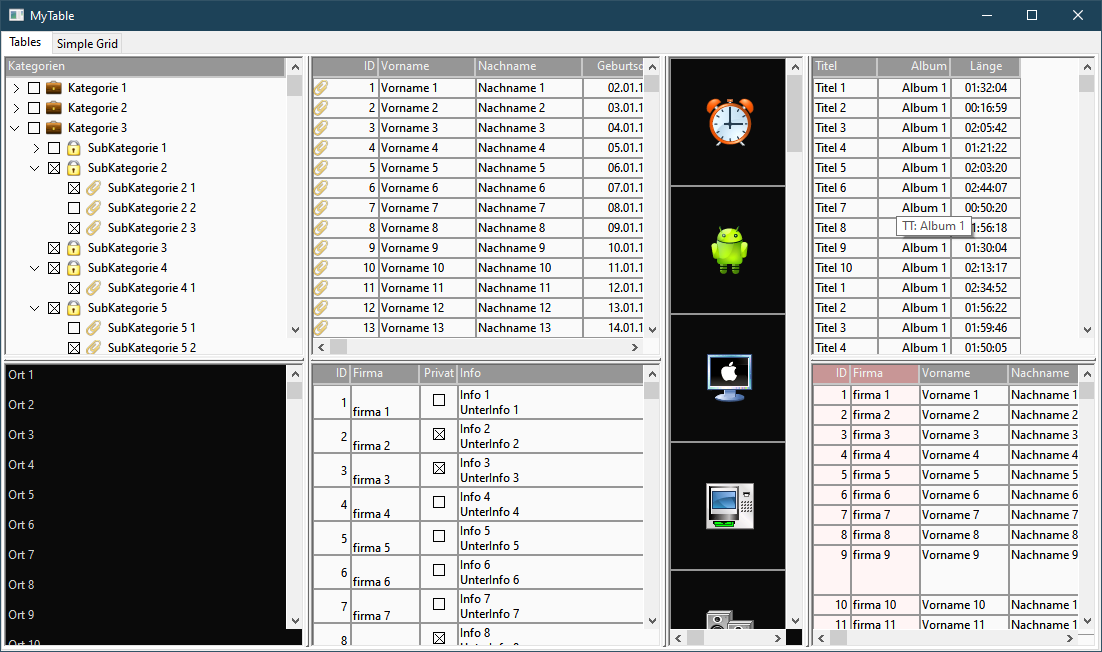 MyTable
Tables Simple Grid
Kategorien
Kategorie 1
Kategorie 2
Kategorie 3
SubKategorie 1
SubKategorie 2
SubKategorie 2 1
SubKategorie 2 2
SubKategorie 2 3
SubKategorie 3
SubKategorie 4
SubKategorie 4 1
SubKategorie 5
SubKategorie 5 1
SubKategorie 5 2
ID Vorname Nachname Geburtsd
1 Vorname 1 Nachname 1 02.01.1
2 Vorname 2 Nachname 2 03.01.1
3 Vorname 3 Nachname 3 04.01.1
4 Vorname 4 Nachname 4 05.01.1
5 Vorname 5 Nachname 5 06.01.1
6 Vorname 6 Nachname 6 07.01.1
7 Vorname 7 Nachname 7 08.01.1
8 Vorname 8 Nachname 8 09.01.1
9 Vorname 9 Nachname 9 10.01.1
10 Vorname 10 Nachname 10 11.01.1
11 Vorname 11 Nachname 11 12.01.1
12 Vorname 12 Nachname 12 13.01.1
13 Vorname 13 Nachname 13 14.01.1
Titel Album Länge
Titel 1 Album 1 01:32:04
Titel 2 Album 1 00:16:59
Titel 3 Album 1 02:05:42
Titel 4 Album 1 01:21:22
Titel 5 Album 1 02:03:20
Titel 6 Album 1 02:44:07
Titel 7 Album 1 00:50:20
Titel 8 TT: Album 1 1:56:18
Titel 9 Album 1 01:30:04
Titel 10 Album 1 02:13:17
Titel 1 Album 1 02:34:52
Titel 2 Album 1 01:56:22
Titel 3 Album 1 01:59:46
Titel 4 Album 1 01:50:05
Ort 1
Ort 2
Ort 3
Ort 4
Ort 5
Ort 6
Ort 7
Ort 8
Ort 9
Ort 10
ID Firma Privat Info
1 firma 1 Info 1
UnterInfo 1
2 firma 2 Info 2
UnterInfo 2
3 firma 3 Info 3
UnterInfo 3
4 firma 4 Info 4
UnterInfo 4
5 firma 5 Info 5
UnterInfo 5
6 firma 6 Info 6
UnterInfo 6
7 firma 7 Info 7
UnterInfo 7
8 Info 8
ID Firma Vorname Nachname
1 firma 1 Vorname 1 Nachname 1
2 firma 2 Vorname 2 Nachname 2
3 firma 3 Vorname 3 Nachname 3
4 firma 4 Vorname 4 Nachname 4
5 firma 5 Vorname 5 Nachname 5
6 firma 6 Vorname 6 Nachname 6
7 firma 7 Vorname 7 Nachname 7
8 firma 8 Vorname 8 Nachname 8
9 firma 9 Vorname 9 Nachname 9
10 firma 10 Vorname 10 Nachname 1
11 firma 11 Vorname 11 Nachname 1